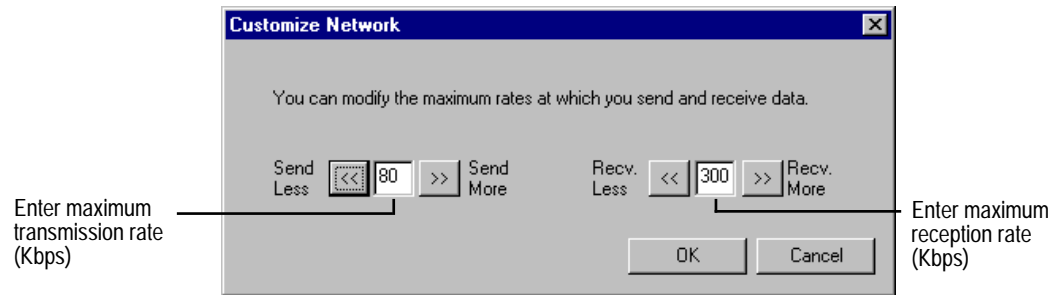 Customize Network
You can modify the maximum rates at which you send and receive data.
Send
Less
<<
80
>>
Send
More
Recv.
Less
<<
300
>>
Recv.
More
Enter maximum
transmission rate
(Kbps)
Enter maximum
reception rate
(Kbps)
OK
Cancel